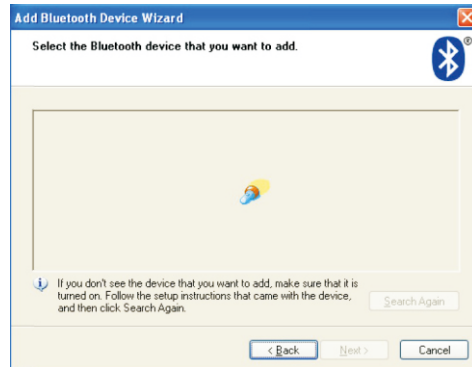 Add Bluetooth Device Wizard
Select the Bluetooth device that you want to add.
®
If you don't see the device that you want to add, make sure that it is
turned on. Follow the setup instructions that came with the device,
and then click Search Again.
Search Again
< Back
Next >
Cancel